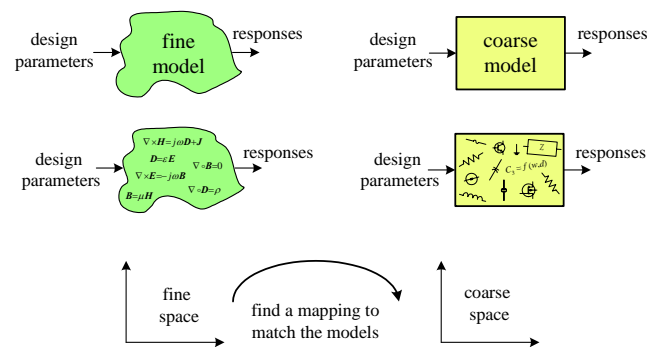 design
parameters
fine
model
responses
design
parameters
coarse
model
responses
design
parameters
∇×H=jωD+J
D=εE
∇∘B=0
∇×E=−jωB
B=μH
∇∘D=ρ
responses
design
parameters
Z
C_s = f(w,d)
responses
fine
space
find a mapping to
match the models
coarse
space